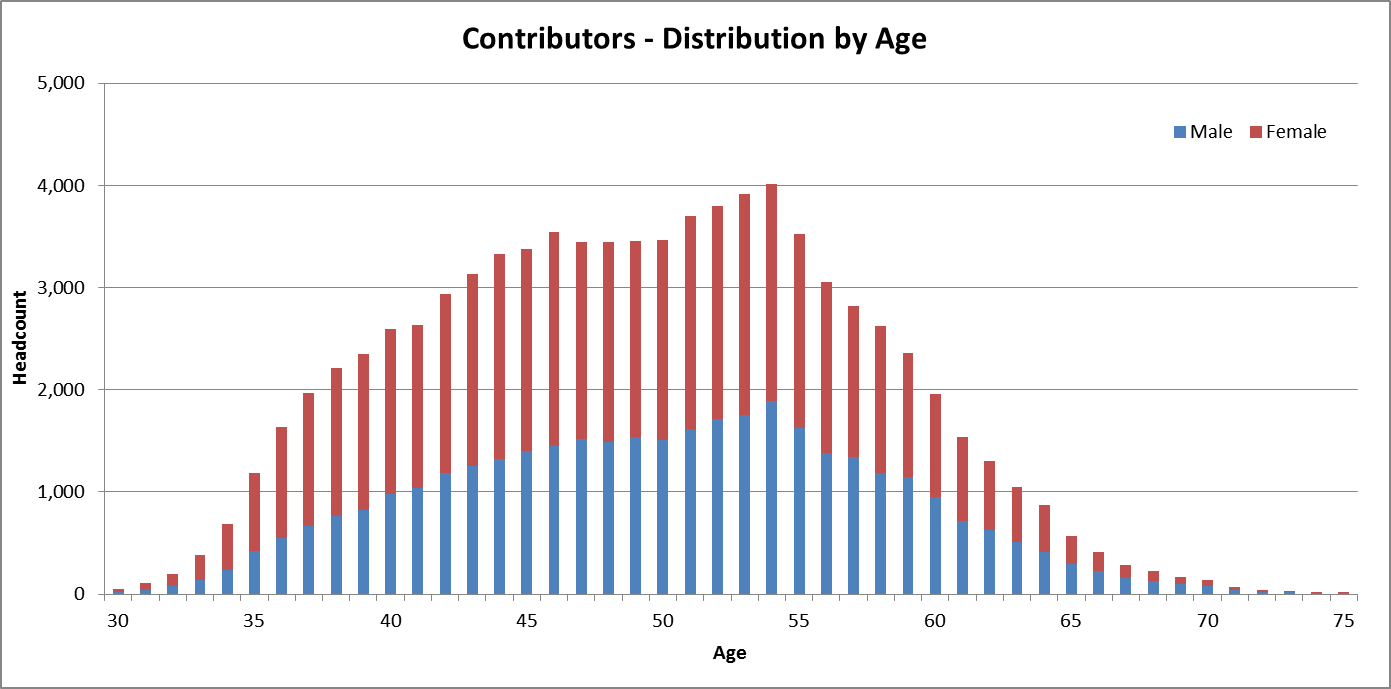 Contributors - Distribution by Age
5,000
Male Female
4,000
3,000
Headcount
2,000
1,000
0
30 35 40 45 50 55 60 65 70 75
Age